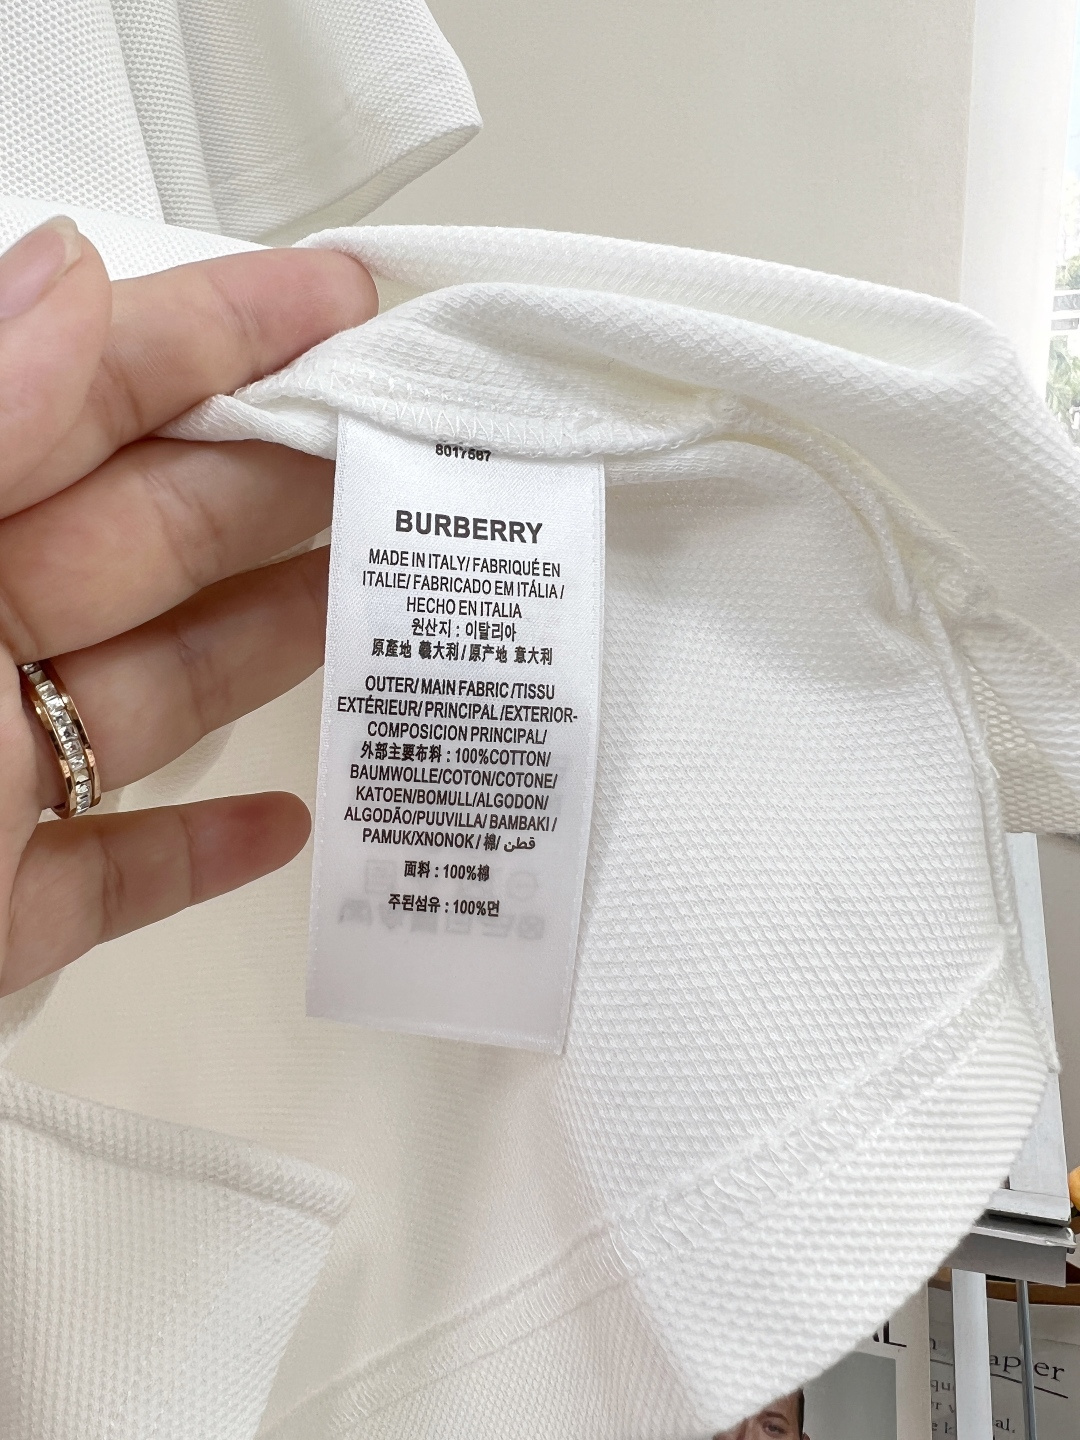 8017567
BURBERRY
MADE IN ITALY/ FABRIQUÉ EN
ITALIE/ FABRICADO EM ITÁLIA /
HECHO EN ITALIA
원산지 : 이탈리아
原產地 義大利 / 原产地 意大利
OUTER/ MAIN FABRIC /TISSU
EXTÉRIEUR/ PRINCIPAL /EXTERIOR-
COMPOSICION PRINCIPAL/
外部主要布料 : 100%COTTON/
BAUMWOLLE/COTON/COTONE/
KATOEN/BOMULL/ALGODON/
ALGODÃO/PUUVILLA/ BAMBAKI /
PAMUK/XNONOK / 棉/ قطن
面料 : 100%棉
주된섬유 : 100%면